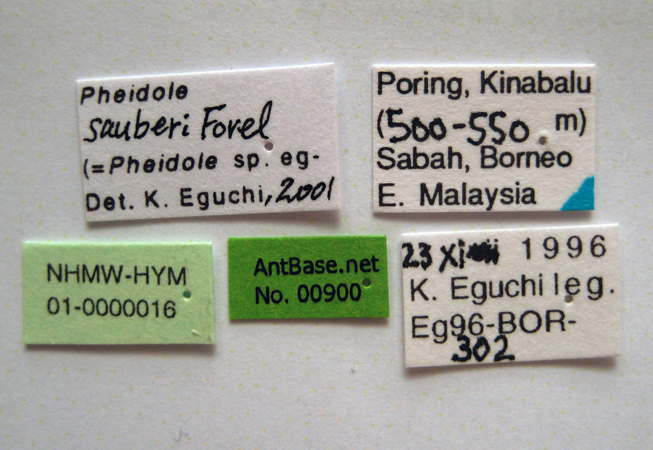 Pheidole
sauberi Forel
(=Pheidole sp. eg-
Det. K. Eguchi, 2001
Poring, Kinabalu
(500-550 m)
Sabah, Borneo
E. Malaysia
NHMW-HYM
01-0000016
AntBase.net
No. 00900
23 xi 1996
K. Eguchi leg.
Eg96-BOR-
302